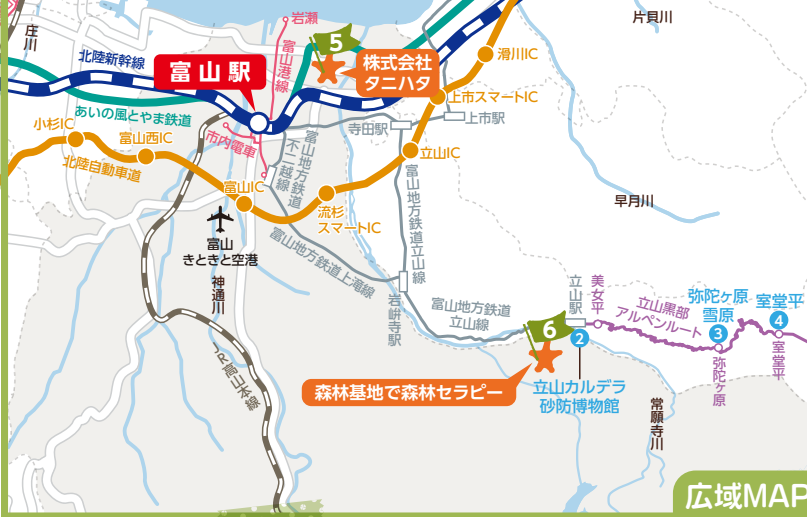 岩瀬
片貝川
庄川
5
北陸新幹線
富山港線
株式会社
タニハタ
滑川IC
富山駅
あいの風とやま鉄道
上市スマートIC
上市駅
寺田駅
小杉IC
富山西IC
市内電車
富山地方鉄道
不二越線
立山IC
北陸自動車道
富山IC
流杉
スマートIC
富山地方鉄道立山線
早月川
富山
きときと空港
富山地方鉄道上滝線
神通川
岩峅寺駅
富山地方鉄道
立山線
立山駅
美女平
立山黒部
アルペンルート
弥陀ヶ原
雪原
室堂平
6
2
3
4
弥陀ヶ原
室堂平
JR高山本線
森林基地で森林セラピー
立山カルデラ
砂防博物館
常願寺川
広域MAP